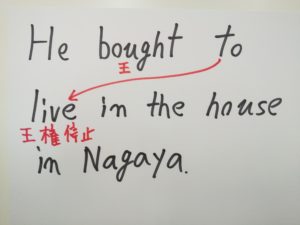 He bought to
王
live in the house
王権停止
in Nagaya.